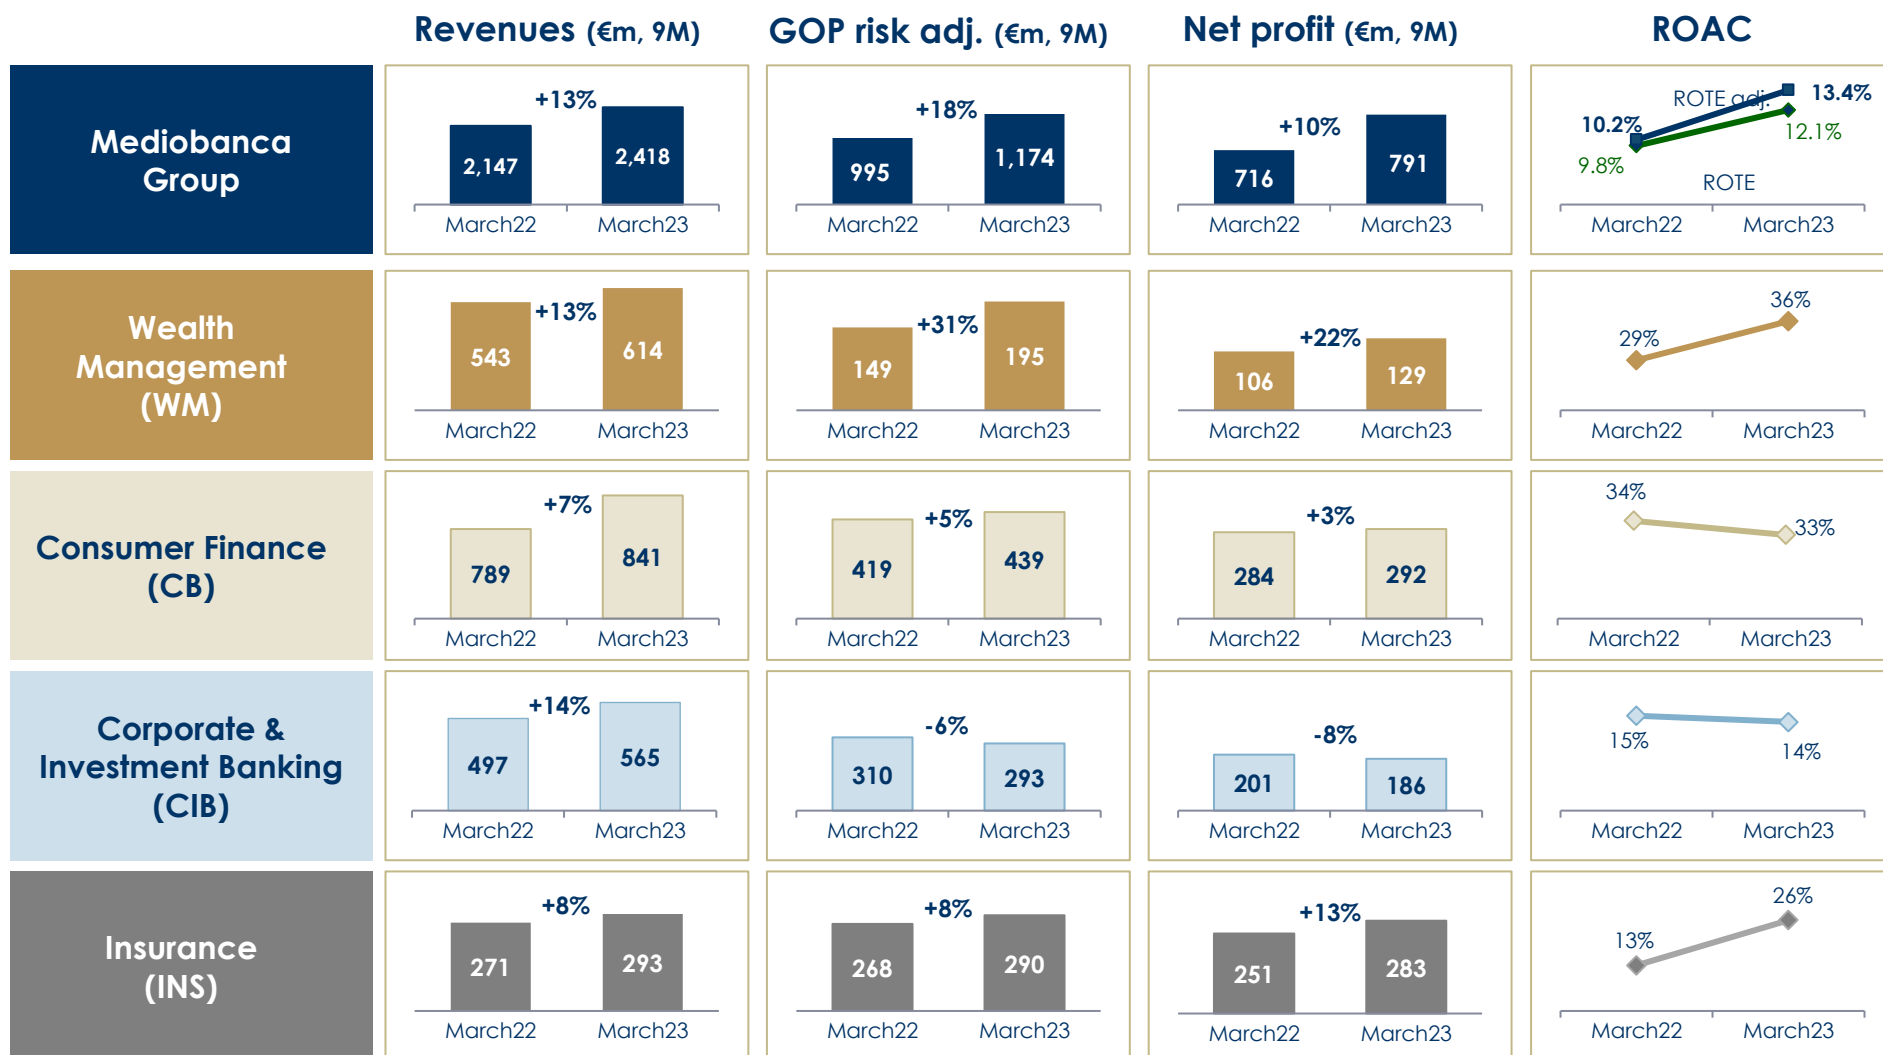 Revenues (€m, 9M)
GOP risk adj. (€m, 9M)
Net profit (€m, 9M)
ROAC
Mediobanca
Group
+13%
2,147
2,418
March22
March23
+18%
995
1,174
March22
March23
+10%
716
791
March22
March23
ROTE adj.
13.4%
10.2%
12.1%
9.8%
ROTE
March22
March23
Wealth
Management
(WM)
+13%
543
614
March22
March23
+31%
149
195
March22
March23
+22%
106
129
March22
March23
36%
29%
March22
March23
Consumer Finance
(CB)
+7%
789
841
March22
March23
+5%
419
439
March22
March23
+3%
284
292
March22
March23
34%
33%
March22
March23
Corporate &
Investment Banking
(CIB)
+14%
497
565
March22
March23
-6%
310
293
March22
March23
-8%
201
186
March22
March23
15%
14%
March22
March23
Insurance
(INS)
+8%
271
293
March22
March23
+8%
268
290
March22
March23
+13%
251
283
March22
March23
26%
13%
March22
March23